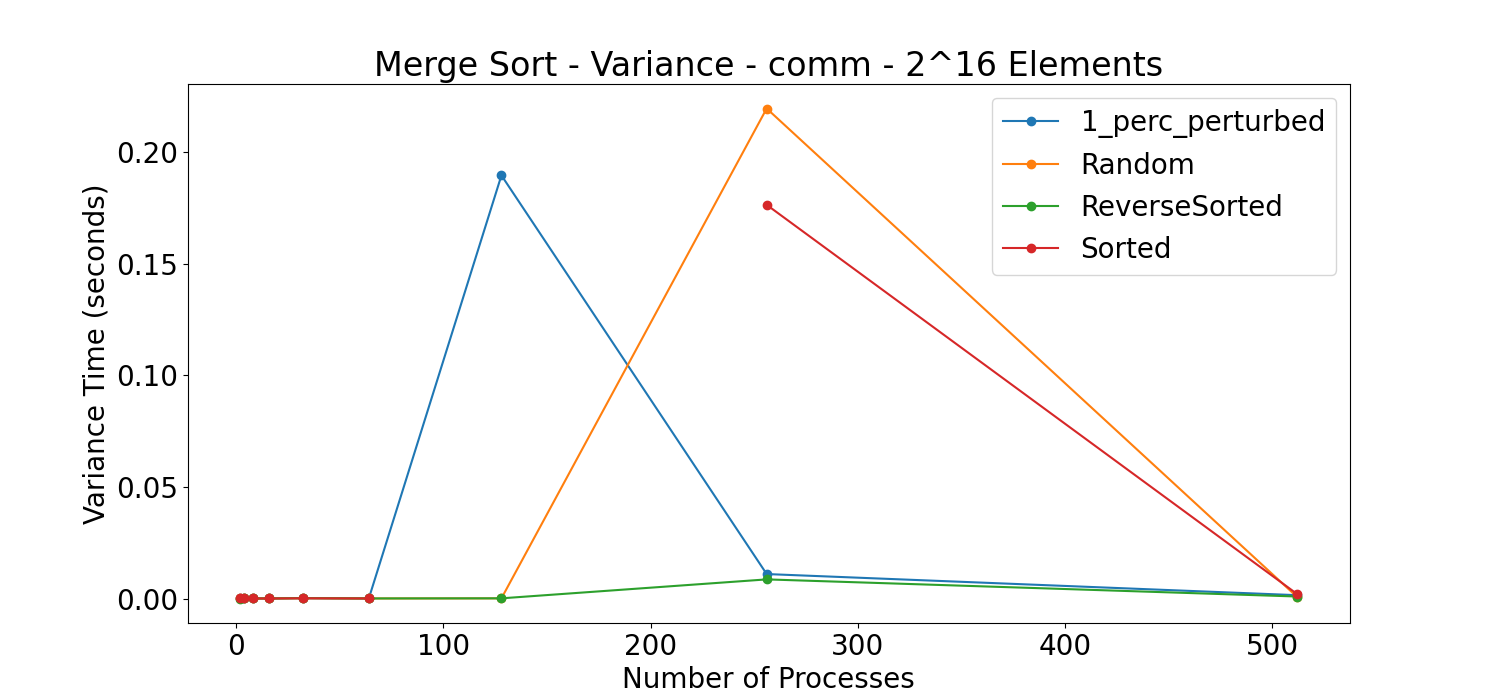 Merge Sort - Variance - comm - 2^16 Elements
1_perc_perturbed
Random
ReverseSorted
Sorted
Variance Time (seconds)
0.20
0.15
0.10
0.05
0.00
0 100 200 300 400 500
Number of Processes